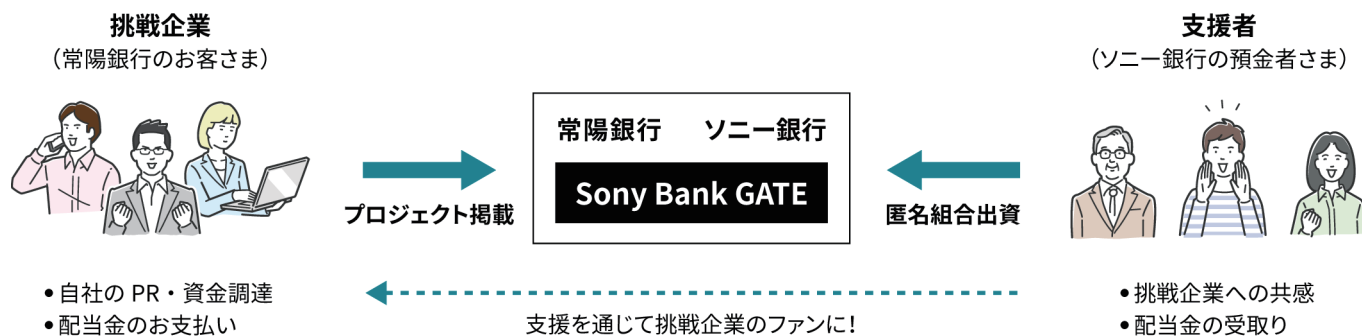 挑戦企業
（常陽銀行のお客さま）
プロジェクト掲載
常陽銀行 ソニー銀行
Sony Bank GATE
支援者
（ソニー銀行の預金者さま）
匿名組合出資
•自社の PR・資金調達
•配当金のお支払い
支援を通じて挑戦企業のファンに！
•挑戦企業への共感
•配当金の受取り